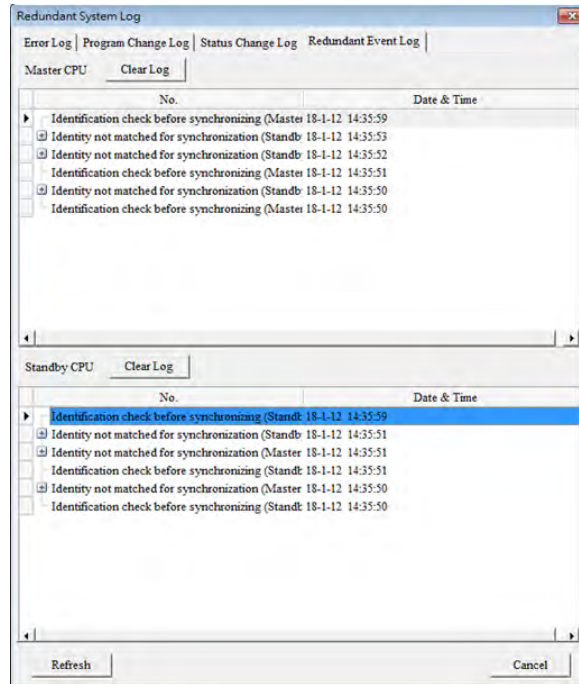 Redundant System Log
Error Log Program Change Log Status Change Log Redundant Event Log
Master CPU Clear Log
No. Date & Time
Identification check before synchronizing (Master 18-1-12 14:35:59
Identity not matched for synchronization (Standb 18-1-12 14:35:53
Identity not matched for synchronization (Standb 18-1-12 14:35:52
Identification check before synchronizing (Master 18-1-12 14:35:51
Identity not matched for synchronization (Standb 18-1-12 14:35:50
Identification check before synchronizing (Master 18-1-12 14:35:50
Standby CPU Clear Log
No. Date & Time
Identification check before synchronizing (Standb 18-1-12 14:35:59
Identity not matched for synchronization (Standb 18-1-12 14:35:51
Identity not matched for synchronization (Master 18-1-12 14:35:51
Identification check before synchronizing (Standb 18-1-12 14:35:51
Identity not matched for synchronization (Master 18-1-12 14:35:50
Identification check before synchronizing (Standb 18-1-12 14:35:50
Refresh Cancel